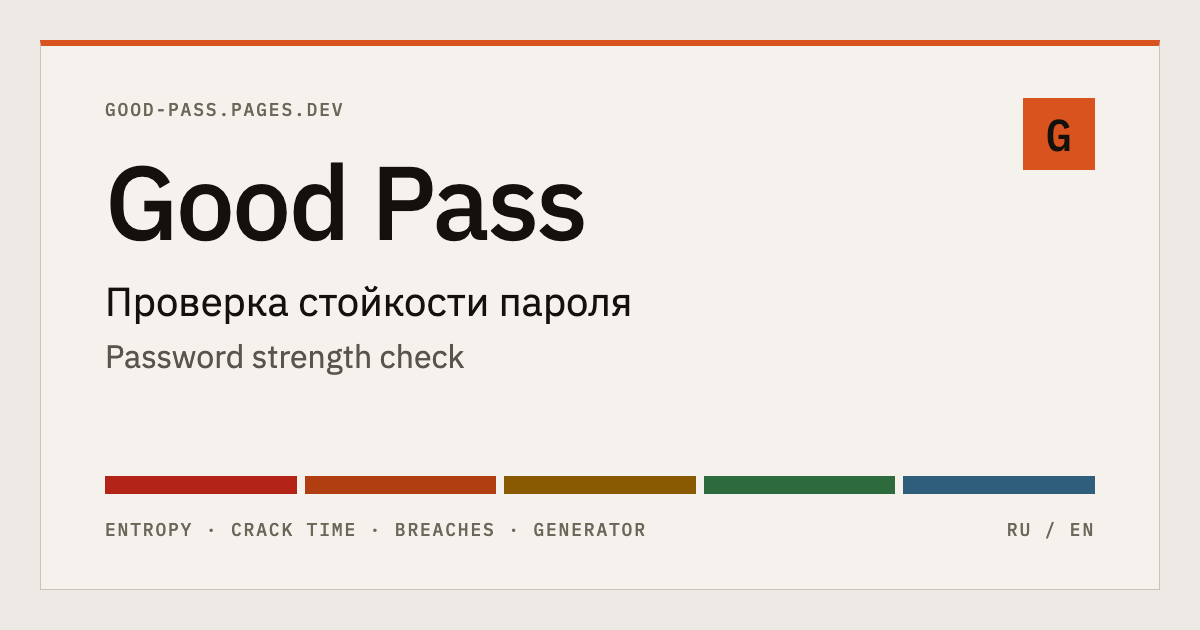 GOOD-PASS.PAGES.DEV
G
Good Pass
Проверка стойкости пароля
Password strength check
ENTROPY · CRACK TIME · BREACHES · GENERATOR
RU / EN